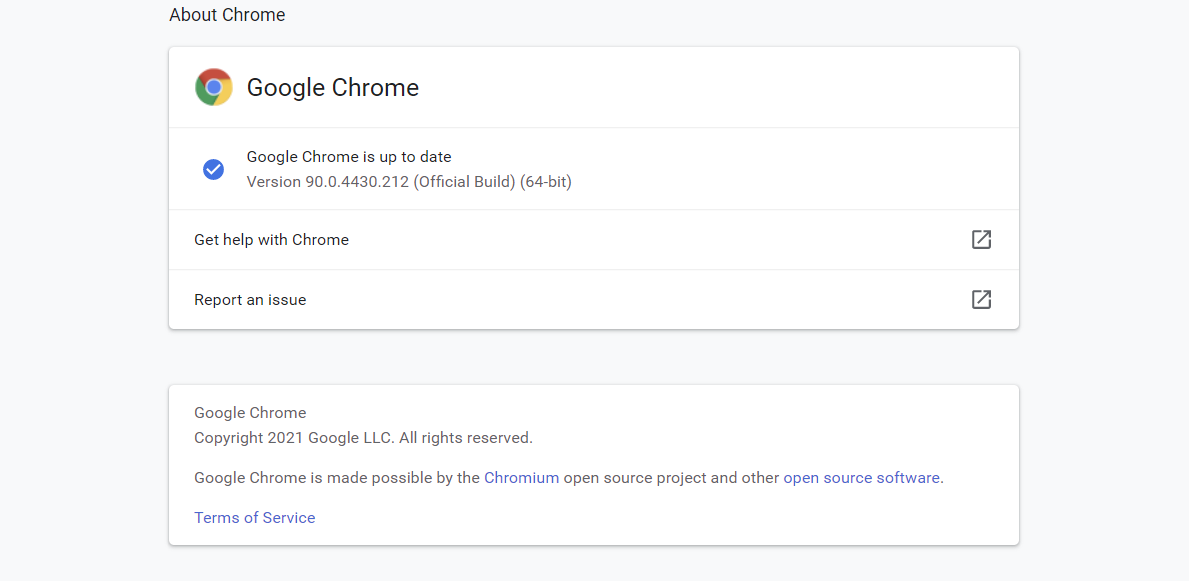 About Chrome
Google Chrome
Google Chrome is up to date
Version 90.0.4430.212 (Official Build) (64-bit)
Get help with Chrome
Report an issue
Google Chrome
Copyright 2021 Google LLC. All rights reserved.
Google Chrome is made possible by the Chromium open source project and other open source software.
Terms of Service